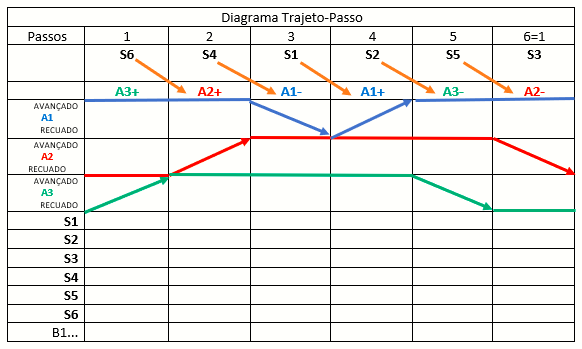 Diagrama Trajeto-Passo
Passos 1 2 3 4 5 6=1
S6 S4 S1 S2 S5 S3
A3+ A2+ A1- A1+ A3- A2-
AVANÇADO
A1
RECUADO
AVANÇADO
A2
RECUADO
AVANÇADO
A3
RECUADO
S1
S2
S3
S4
S5
S6
B1...